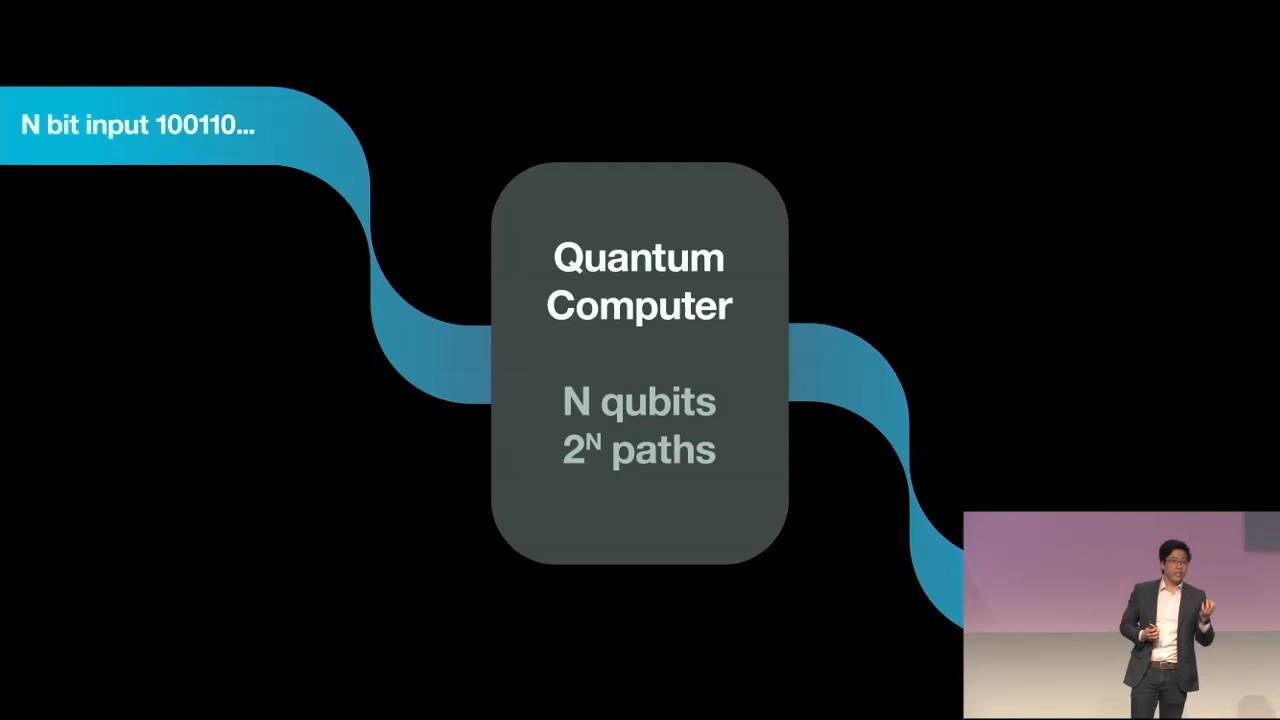 N bit input 100110...
Quantum
Computer
N qubits
2ᴺ paths